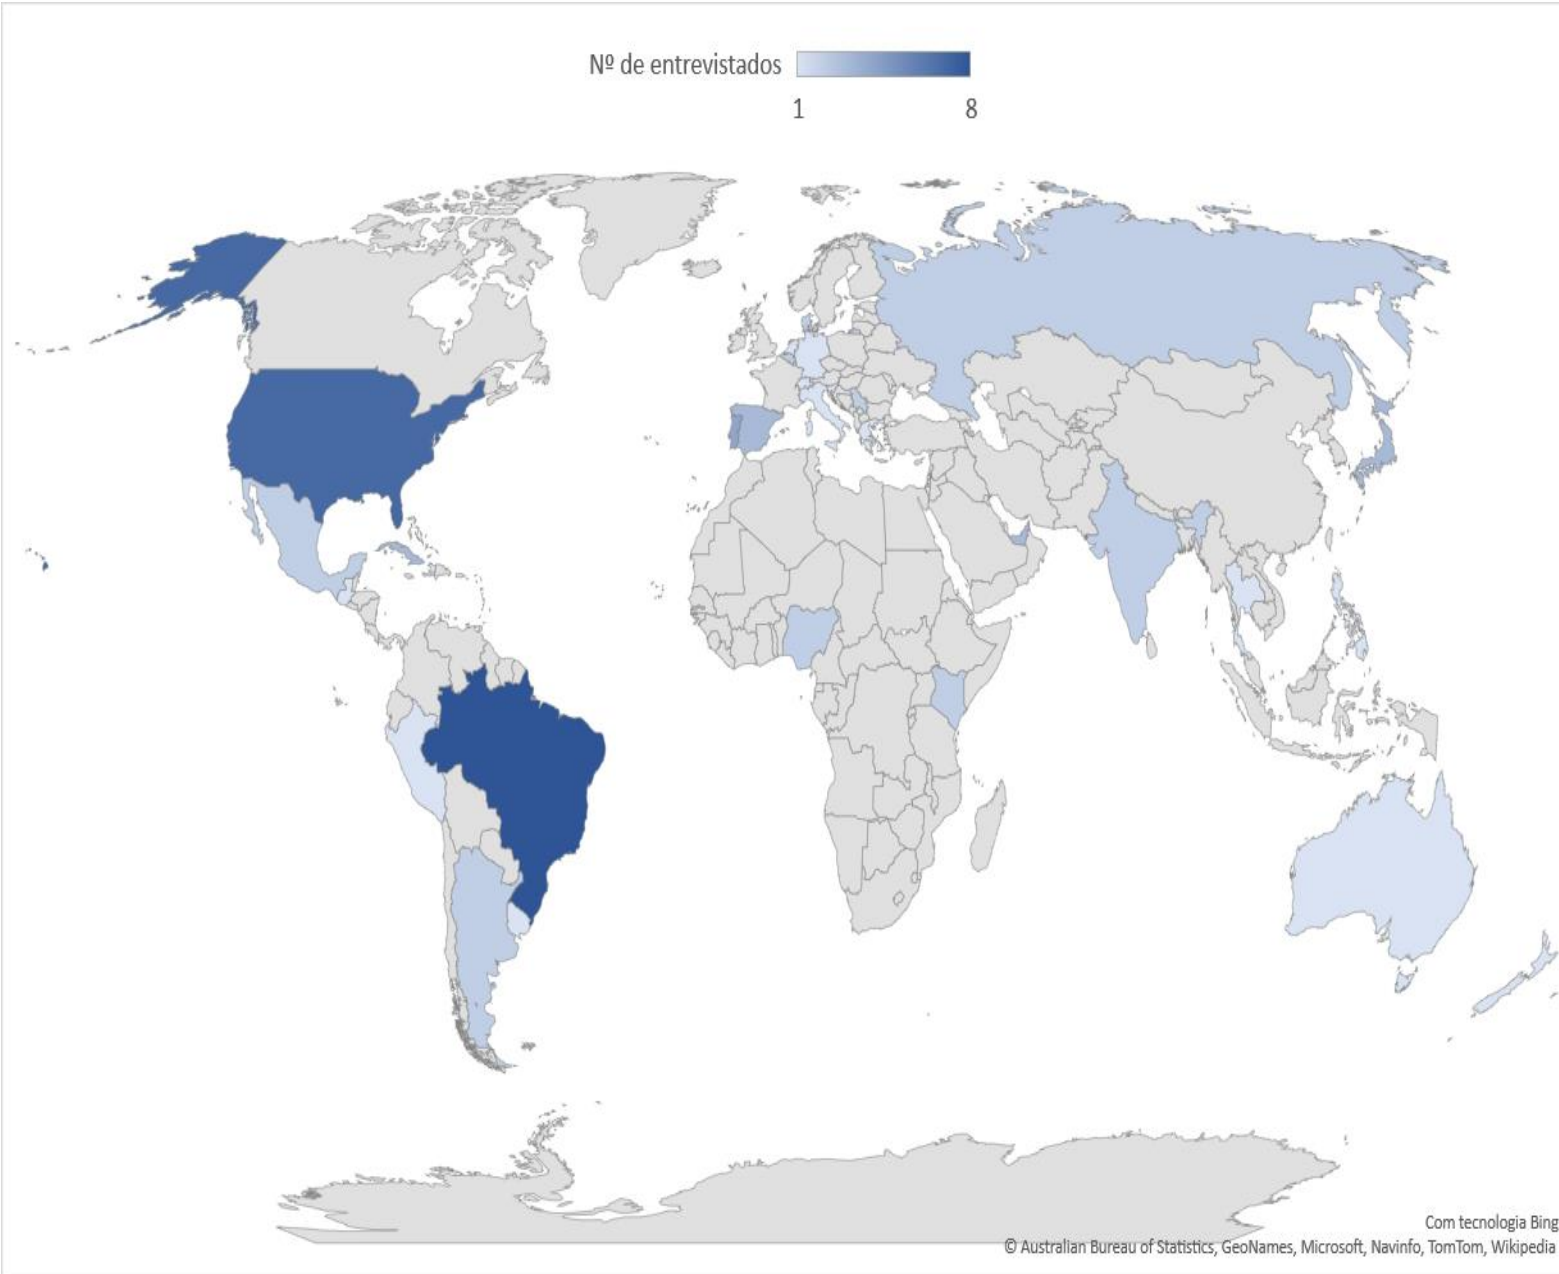 Nº de entrevistados
1 8
Com tecnologia Bing
© Australian Bureau of Statistics, GeoNames, Microsoft, Navinfo, TomTom, Wikipedia